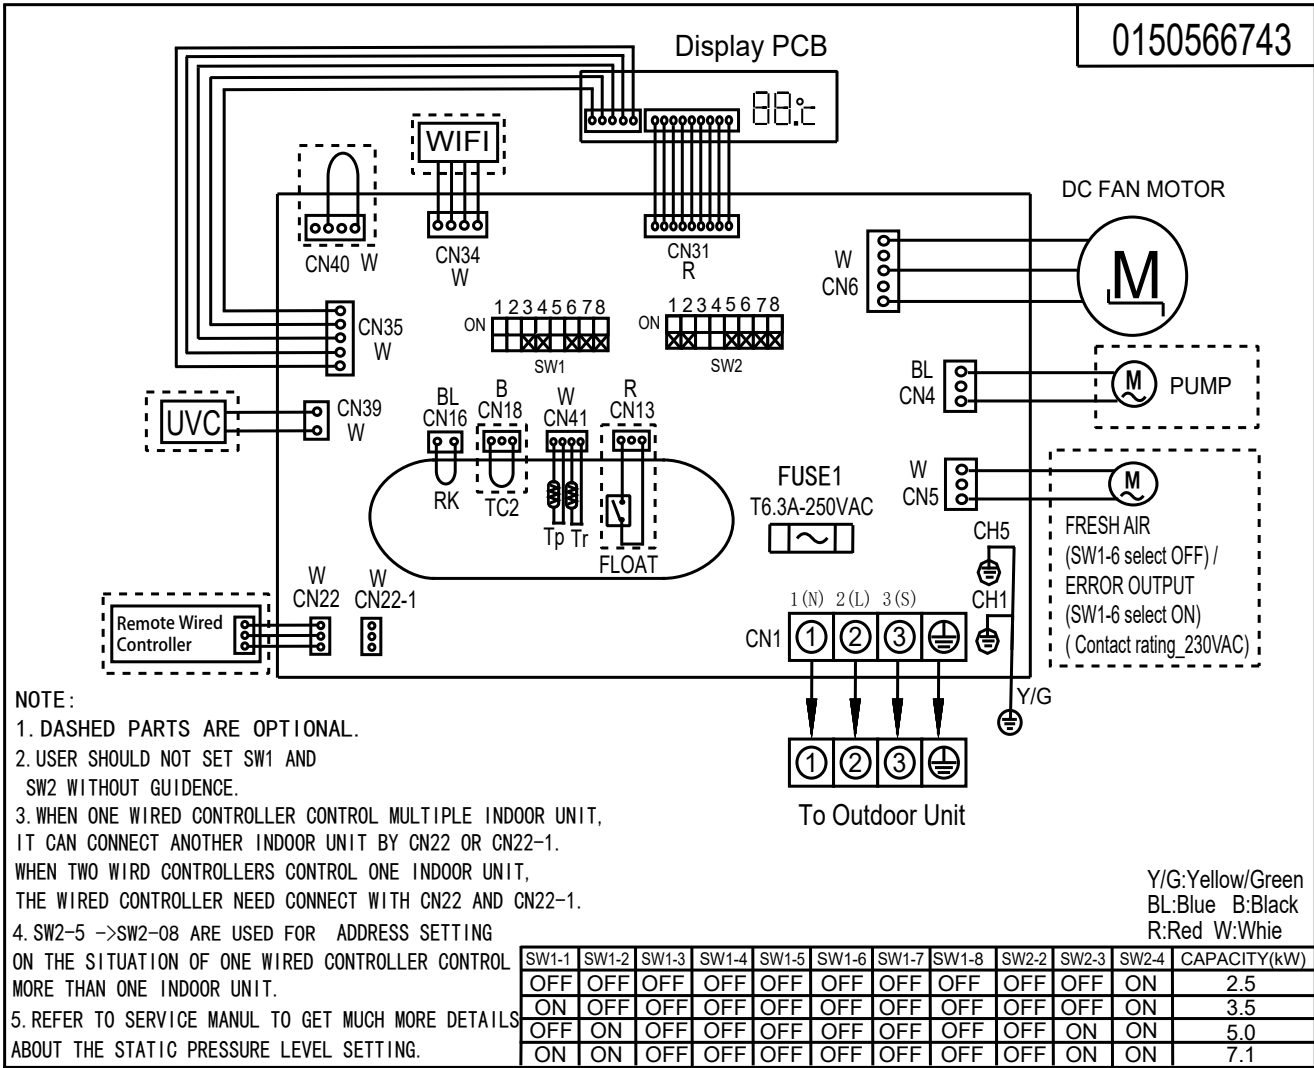 0150566743
Display PCB
88.°c
WIFI
DC FAN MOTOR
M
CN40 W
CN34
W
CN31
R
W
CN6
1 2 3 4 5 6 7 8
ON
SW1
1 2 3 4 5 6 7 8
ON
SW2
CN35
W
UVC
CN39
W
BL
CN16
RK
B
CN18
TC2
W
CN41
Tp Tr
R
CN13
FLOAT
BL
CN4
M
PUMP
W
CN5
M
FRESH AIR
(SW1-6 select OFF) /
ERROR OUTPUT
(SW1-6 select ON)
( Contact rating_230VAC)
FUSE1
T6.3A-250VAC
CH5
CH1
Y/G
Remote Wired
Controller
W
CN22
W
CN22-1
1(N) 2(L) 3(S)
CN1 1 2 3
1 2 3
To Outdoor Unit
NOTE:
1. DASHED PARTS ARE OPTIONAL.
2. USER SHOULD NOT SET SW1 AND
SW2 WITHOUT GUIDENCE.
3. WHEN ONE WIRED CONTROLLER CONTROL MULTIPLE INDOOR UNIT,
IT CAN CONNECT ANOTHER INDOOR UNIT BY CN22 OR CN22-1.
WHEN TWO WIRD CONTROLLERS CONTROL ONE INDOOR UNIT,
THE WIRED CONTROLLER NEED CONNECT WITH CN22 AND CN22-1.
4. SW2-5 ->SW2-08 ARE USED FOR ADDRESS SETTING
ON THE SITUATION OF ONE WIRED CONTROLLER CONTROL
MORE THAN ONE INDOOR UNIT.
5. REFER TO SERVICE MANUL TO GET MUCH MORE DETAILS
ABOUT THE STATIC PRESSURE LEVEL SETTING.
Y/G:Yellow/Green
BL:Blue B:Black
R:Red W:Whie
SW1-1 SW1-2 SW1-3 SW1-4 SW1-5 SW1-6 SW1-7 SW1-8 SW2-2 SW2-3 SW2-4 CAPACITY(kW)
OFF OFF OFF OFF OFF OFF OFF OFF OFF OFF ON 2.5
ON OFF OFF OFF OFF OFF OFF OFF OFF OFF ON 3.5
OFF ON OFF OFF OFF OFF OFF OFF OFF ON ON 5.0
ON ON OFF OFF OFF OFF OFF OFF OFF ON ON 7.1